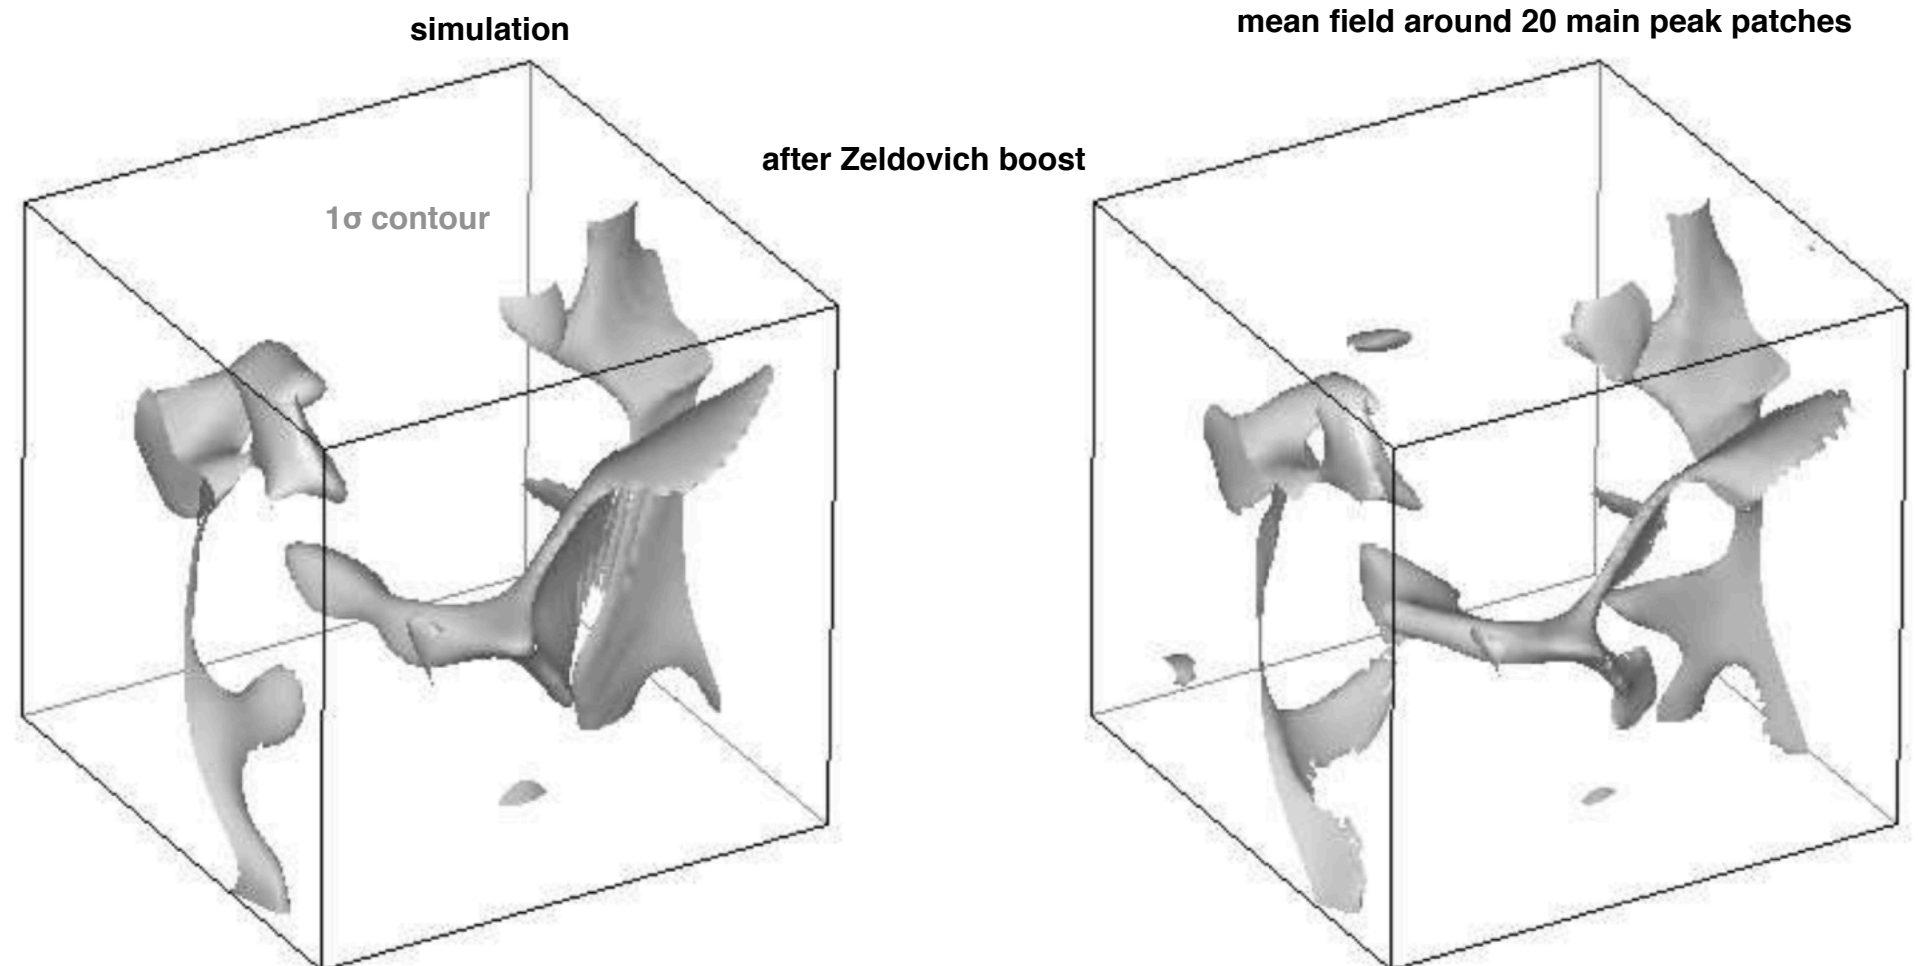 simulation
mean field around 20 main peak patches
after Zeldovich boost
1σ contour